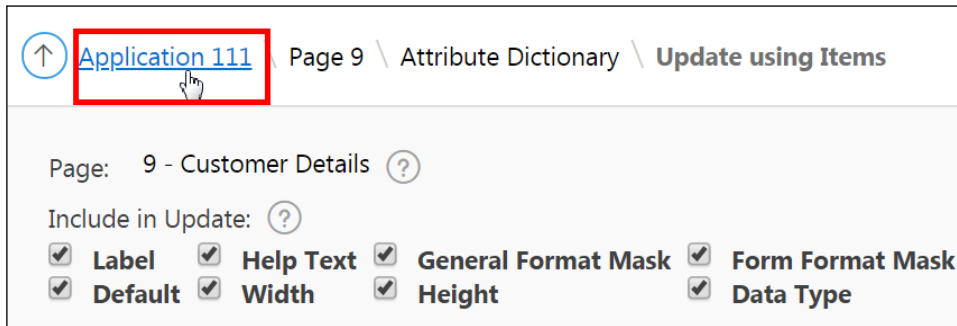 Application 111 \ Page 9 \ Attribute Dictionary \ Update using Items
Page: 9 - Customer Details ?
Include in Update: ?
Label Help Text General Format Mask Form Format Mask
Default Width Height Data Type